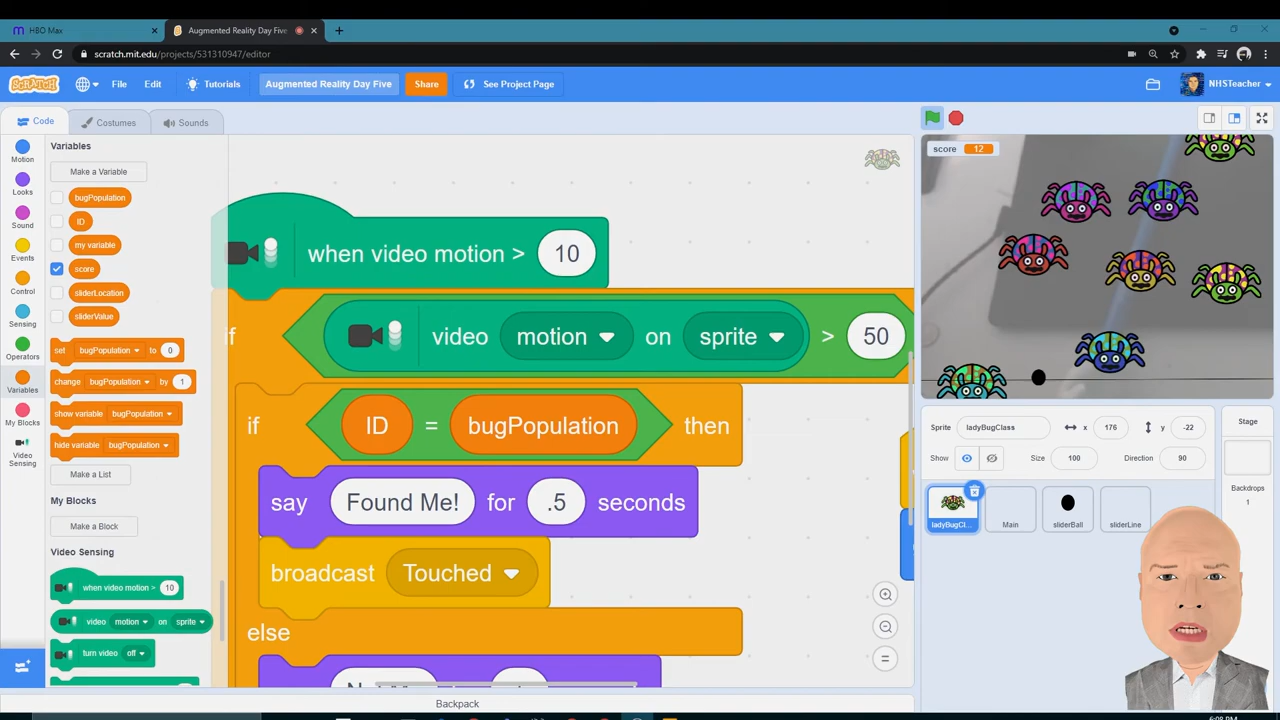 HBO Max
Augmented Reality Day Five
scratch.mit.edu/projects/531310947/editor
SCRATCH
File
Edit
Tutorials
Augmented Reality Day Five
Share
See Project Page
NHSTeacher
Code
Costumes
Sounds
Motion
Looks
Sound
Events
Control
Sensing
Operators
Variables
My Blocks
Video
Sensing
Variables
Make a Variable
bugPopulation
ID
my variable
score
sliderLocation
sliderValue
set bugPopulation to 0
change bugPopulation by 1
show variable bugPopulation
hide variable bugPopulation
Make a List
My Blocks
Make a Block
Video Sensing
when video motion > 10
video motion on sprite
turn video off
when video motion > 10
if video motion on sprite > 50
if ID = bugPopulation then
say Found Me! for .5 seconds
broadcast Touched
else
Backpack
score 12
Sprite ladyBugClass x 176 y -22
Show Size 100 Direction 90
ladyBugCl...
Main
sliderBall
sliderLine
Stage
Backdrops
1
6:08 PM